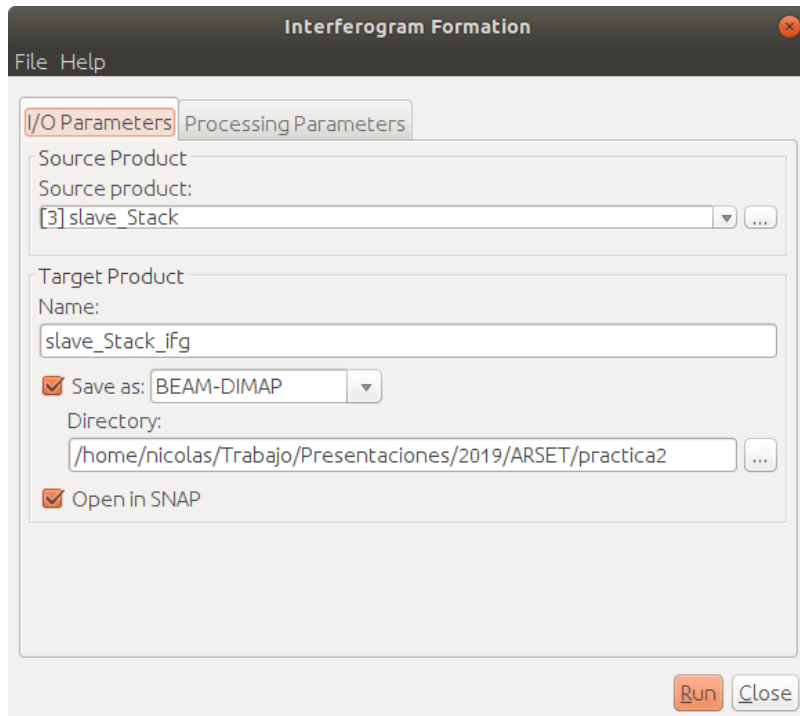 Interferogram Formation
File Help
I/O Parameters Processing Parameters
Source Product
Source product:
[3] slave_Stack
...
Target Product
Name:
slave_Stack_ifg
Save as: BEAM-DIMAP
Directory:
/home/nicolas/Trabajo/Presentaciones/2019/ARSET/practica2
...
Open in SNAP
Run Close